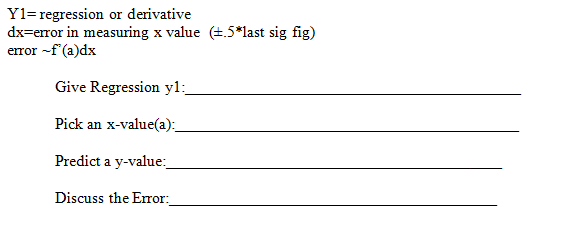 Y1= regression or derivative
dx=error in measuring x value (±.5*last sig fig)
error ~f'(a)dx
Give Regression y1:
Pick an x-value(a):
Predict a y-value:
Discuss the Error: